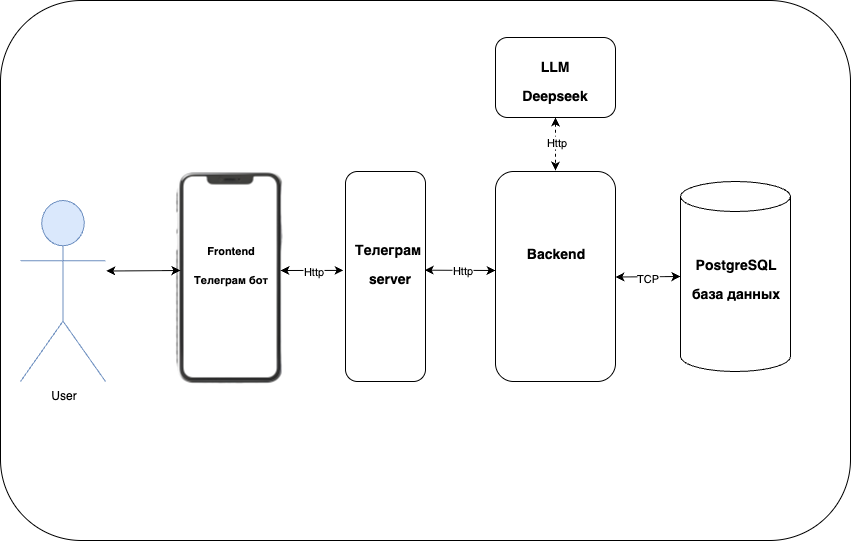 LLM
Deepseek
Http
Frontend
Телеграм бот
Http
Телеграм
server
Http
Backend
TCP
PostgreSQL
база данных
User